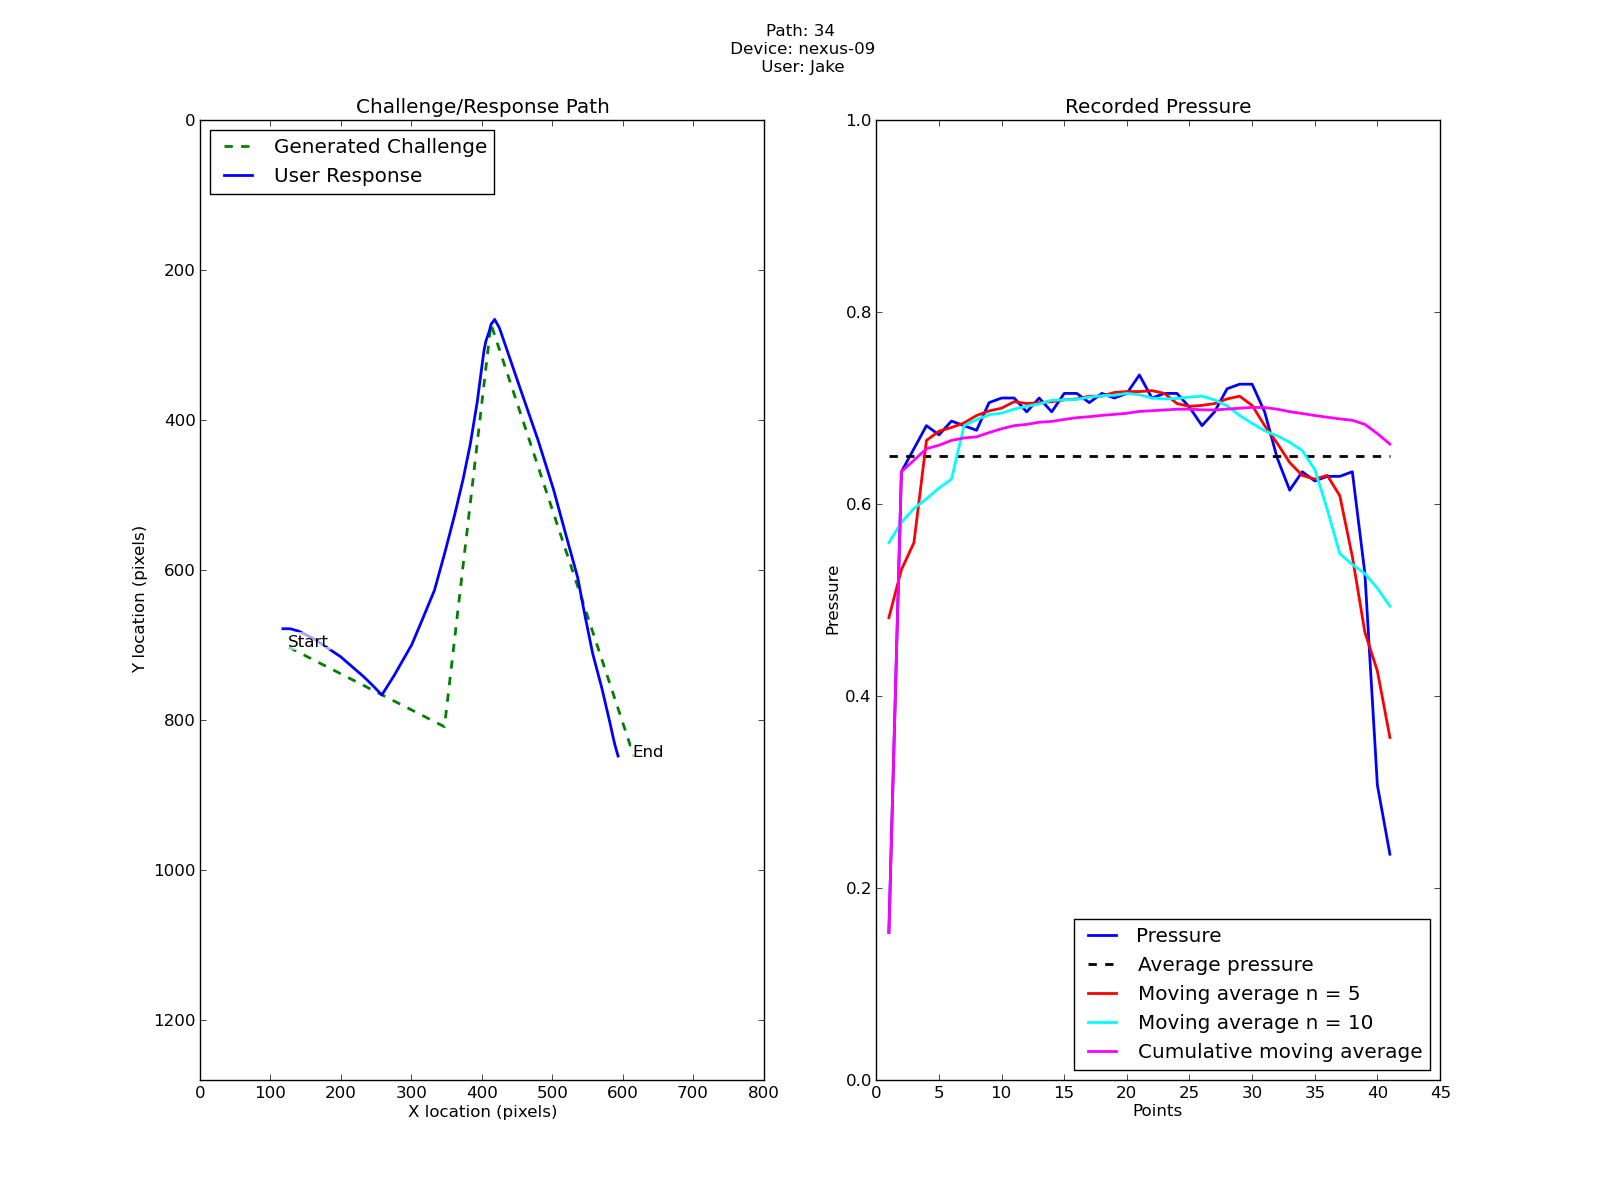 Path: 34
Device: nexus-09
User: Jake
Challenge/Response Path
0
200
400
600
800
1000
1200
Y location (pixels)
Generated Challenge
User Response
Start
End
0 100 200 300 400 500 600 700 800
X location (pixels)
Recorded Pressure
1.0
0.8
0.6
0.4
0.2
0.0
Pressure
Pressure
Average pressure
Moving average n = 5
Moving average n = 10
Cumulative moving average
0 5 10 15 20 25 30 35 40 45
Points